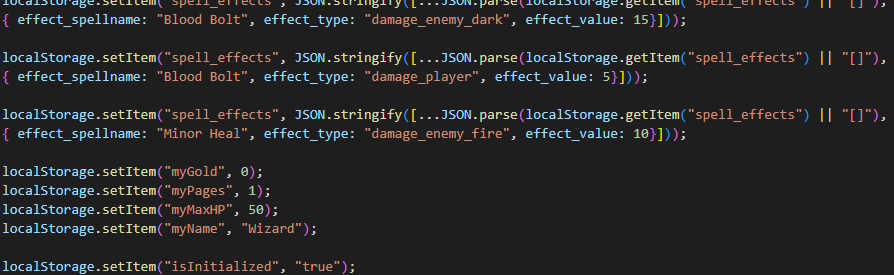 localStorage.setItem("spell_effects", JSON.stringify([...JSON.parse(localStorage.getItem("spell_effects") || "[]"),
{ effect_spellname: "Blood Bolt", effect_type: "damage_enemy_dark", effect_value: 15}]));
localStorage.setItem("spell_effects", JSON.stringify([...JSON.parse(localStorage.getItem("spell_effects") || "[]"),
{ effect_spellname: "Blood Bolt", effect_type: "damage_player", effect_value: 5}]));
localStorage.setItem("spell_effects", JSON.stringify([...JSON.parse(localStorage.getItem("spell_effects") || "[]"),
{ effect_spellname: "Minor Heal", effect_type: "damage_enemy_fire", effect_value: 10}]));
localStorage.setItem("myGold", 0);
localStorage.setItem("myPages", 1);
localStorage.setItem("myMaxHP", 50);
localStorage.setItem("myName", "Wizard");
localStorage.setItem("isInitialized", "true");